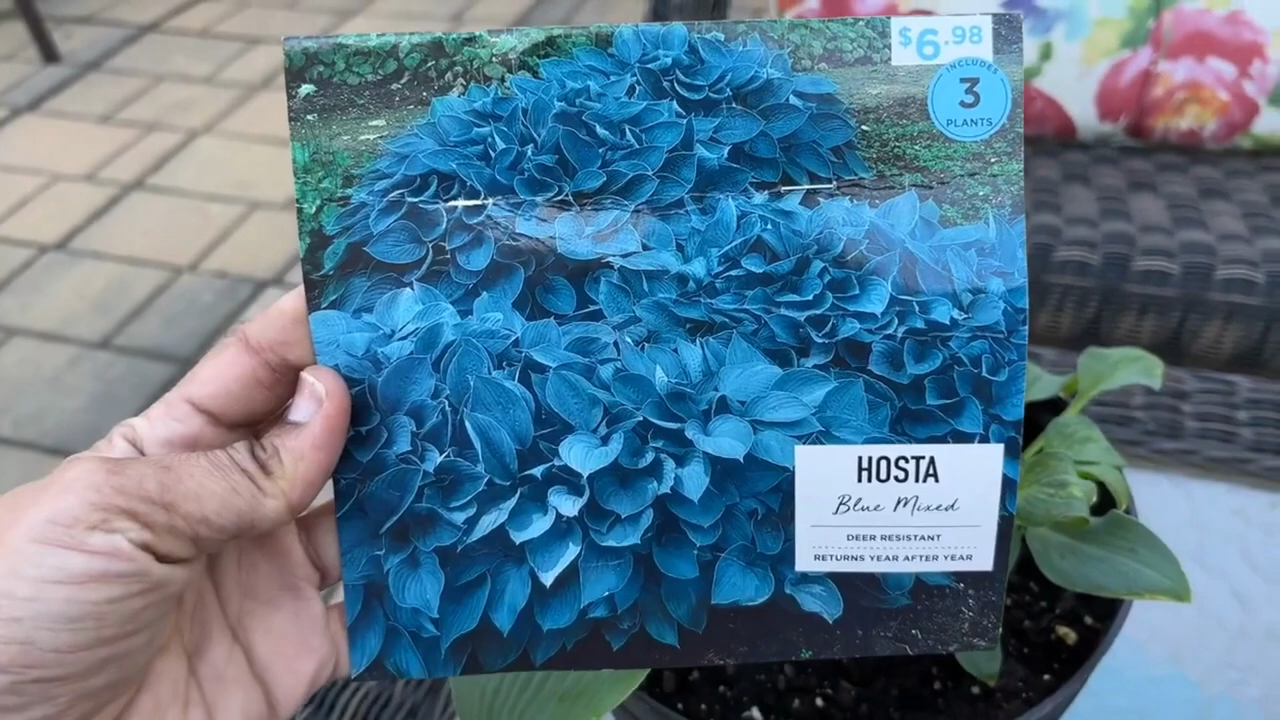 $6.98
INCLUDES
3
PLANTS
HOSTA
Blue Mixed
DEER RESISTANT
RETURNS YEAR AFTER YEAR